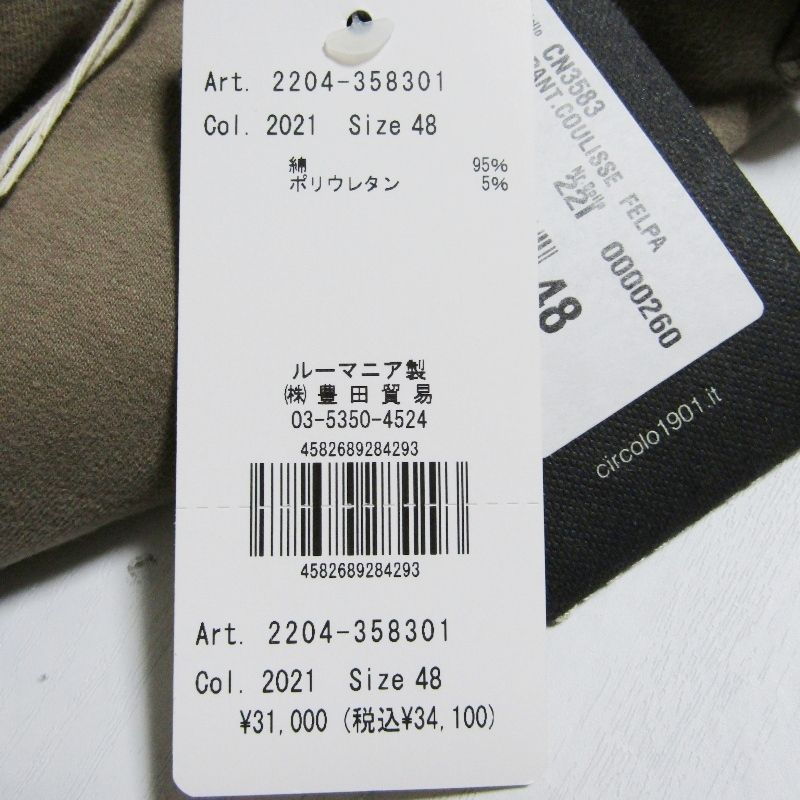 Art. 2204-358301
Col. 2021 Size 48
綿 95%
ポリウレタン 5%
ルーマニア製
㈱ 豊田貿易
03-5350-4524
4582689284293
4582689284293
Art. 2204-358301
Col. 2021 Size 48
¥31,000 (税込¥34,100)
CN3583
PANT.COULISSE FELPA
221
0000260
48
circolo1901.it